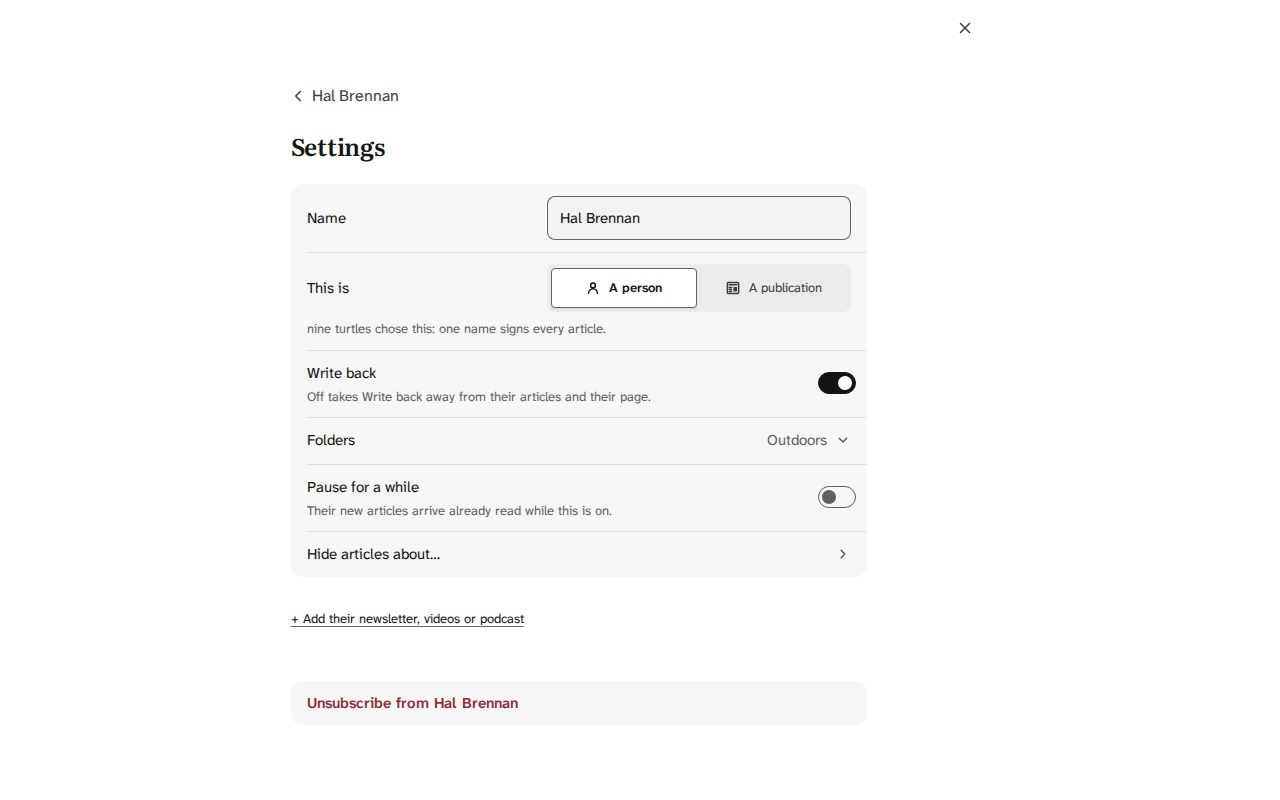 Hal Brennan
Settings
Name
Hal Brennan
This is
A person
A publication
nine turtles chose this: one name signs every article.
Write back
Off takes Write back away from their articles and their page.
Folders
Outdoors
Pause for a while
Their new articles arrive already read while this is on.
Hide articles about…
+ Add their newsletter, videos or podcast
Unsubscribe from Hal Brennan